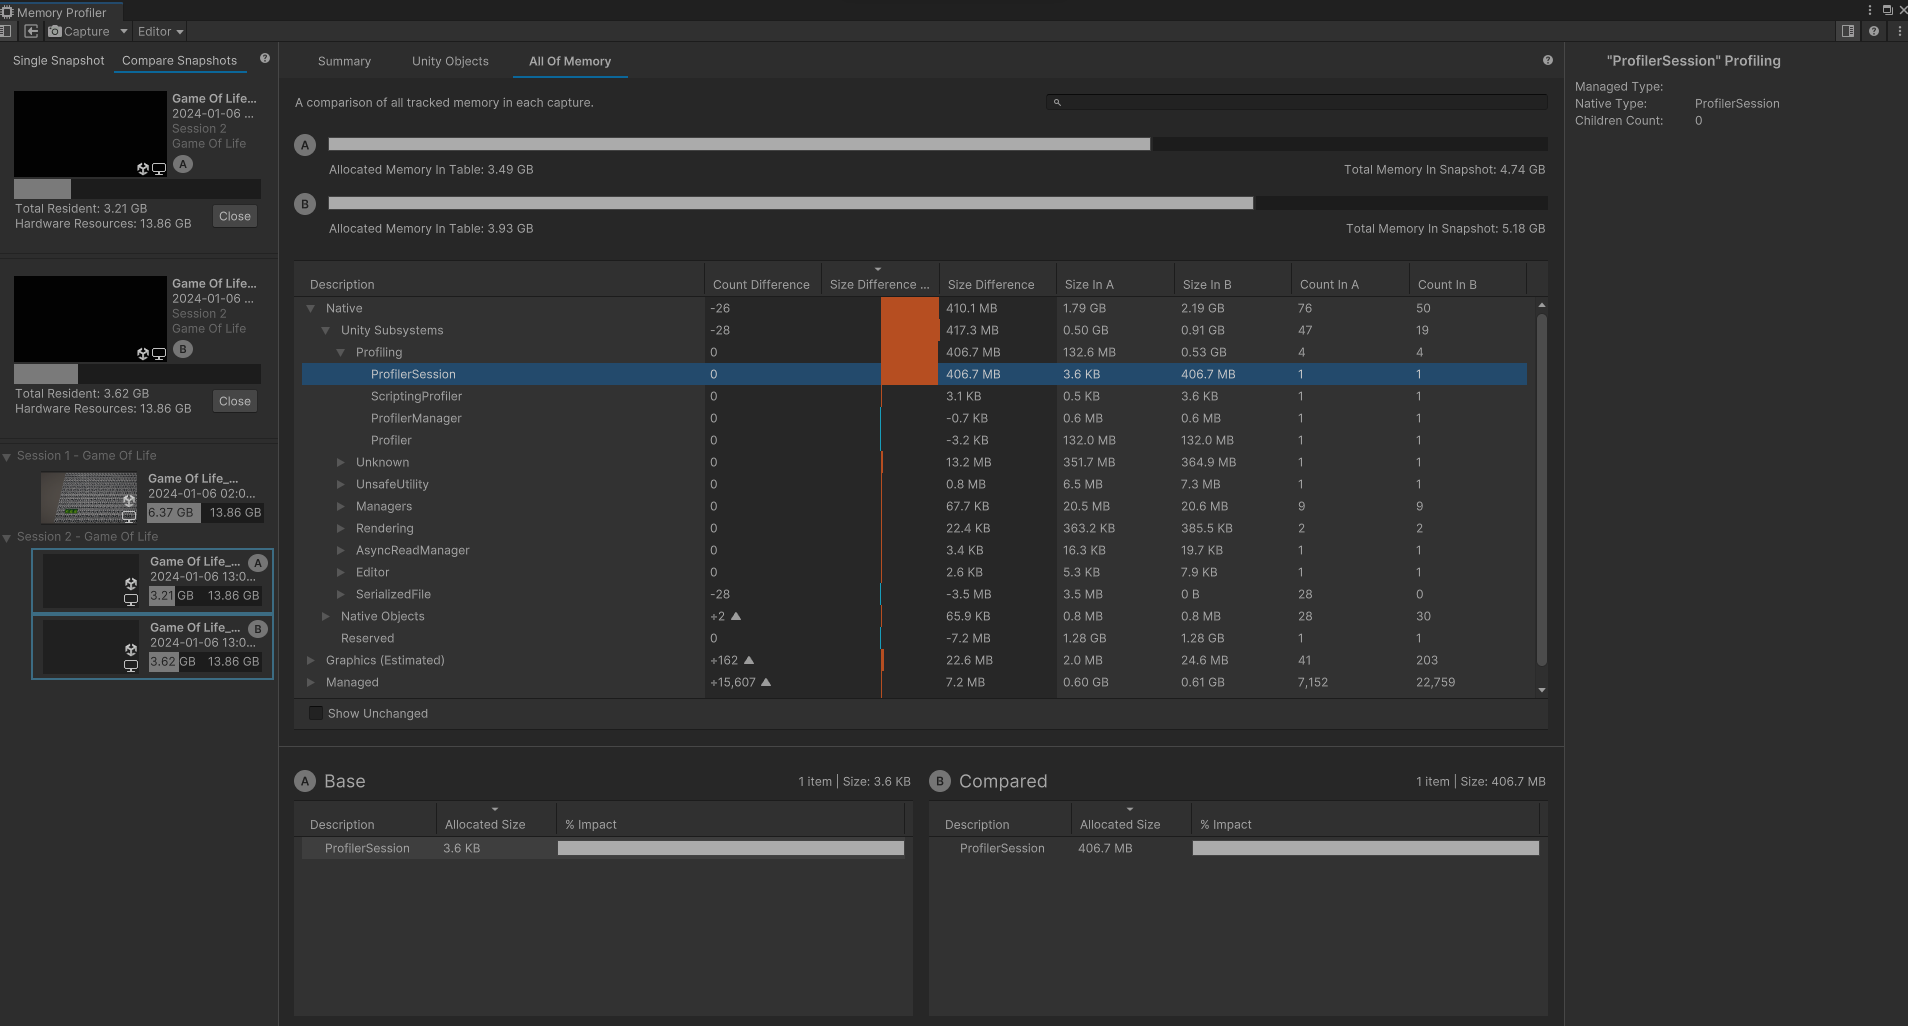 Memory Profiler
Capture
Editor
Single Snapshot
Compare Snapshots
Game Of Life...
2024-01-06 ...
Session 2
Game Of Life
A
Total Resident: 3.21 GB
Hardware Resources: 13.86 GB
Close
Game Of Life...
2024-01-06 ...
Session 2
Game Of Life
B
Total Resident: 3.62 GB
Hardware Resources: 13.86 GB
Close
Session 1 - Game Of Life
Game Of Life_...
2024-01-06 02:0...
6.37 GB 13.86 GB
Session 2 - Game Of Life
Game Of Life_... A
2024-01-06 13:0...
3.21 GB 13.86 GB
Game Of Life_... B
2024-01-06 13:0...
3.62 GB 13.86 GB
Summary Unity Objects All Of Memory
A comparison of all tracked memory in each capture.
A
Allocated Memory In Table: 3.49 GB Total Memory In Snapshot: 4.74 GB
B
Allocated Memory In Table: 3.93 GB Total Memory In Snapshot: 5.18 GB
Description Count Difference Size Difference ... Size Difference Size In A Size In B Count In A Count In B
Native -26 410.1 MB 1.79 GB 2.19 GB 76 50
Unity Subsystems -28 417.3 MB 0.50 GB 0.91 GB 47 19
Profiling 0 406.7 MB 132.6 MB 0.53 GB 4 4
ProfilerSession 0 406.7 MB 3.6 KB 406.7 MB 1 1
ScriptingProfiler 0 3.1 KB 0.5 KB 3.6 KB 1 1
ProfilerManager 0 -0.7 KB 0.6 MB 0.6 MB 1 1
Profiler 0 -3.2 KB 132.0 MB 132.0 MB 1 1
Unknown 0 13.2 MB 351.7 MB 364.9 MB 1 1
UnsafeUtility 0 0.8 MB 6.5 MB 7.3 MB 1 1
Managers 0 67.7 KB 20.5 MB 20.6 MB 9 9
Rendering 0 22.4 KB 363.2 KB 385.5 KB 2 2
AsyncReadManager 0 3.4 KB 16.3 KB 19.7 KB 1 1
Editor 0 2.6 KB 5.3 KB 7.9 KB 1 1
SerializedFile -28 -3.5 MB 3.5 MB 0 B 28 0
Native Objects +2 65.9 KB 0.8 MB 0.8 MB 28 30
Reserved 0 -7.2 MB 1.28 GB 1.28 GB 1 1
Graphics (Estimated) +162 22.6 MB 2.0 MB 24.6 MB 41 203
Managed +15,607 7.2 MB 0.60 GB 0.61 GB 7,152 22,759
Show Unchanged
A Base 1 item | Size: 3.6 KB
Description Allocated Size % Impact
ProfilerSession 3.6 KB
B Compared 1 item | Size: 406.7 MB
Description Allocated Size % Impact
ProfilerSession 406.7 MB
"ProfilerSession" Profiling
Managed Type:
Native Type: ProfilerSession
Children Count: 0